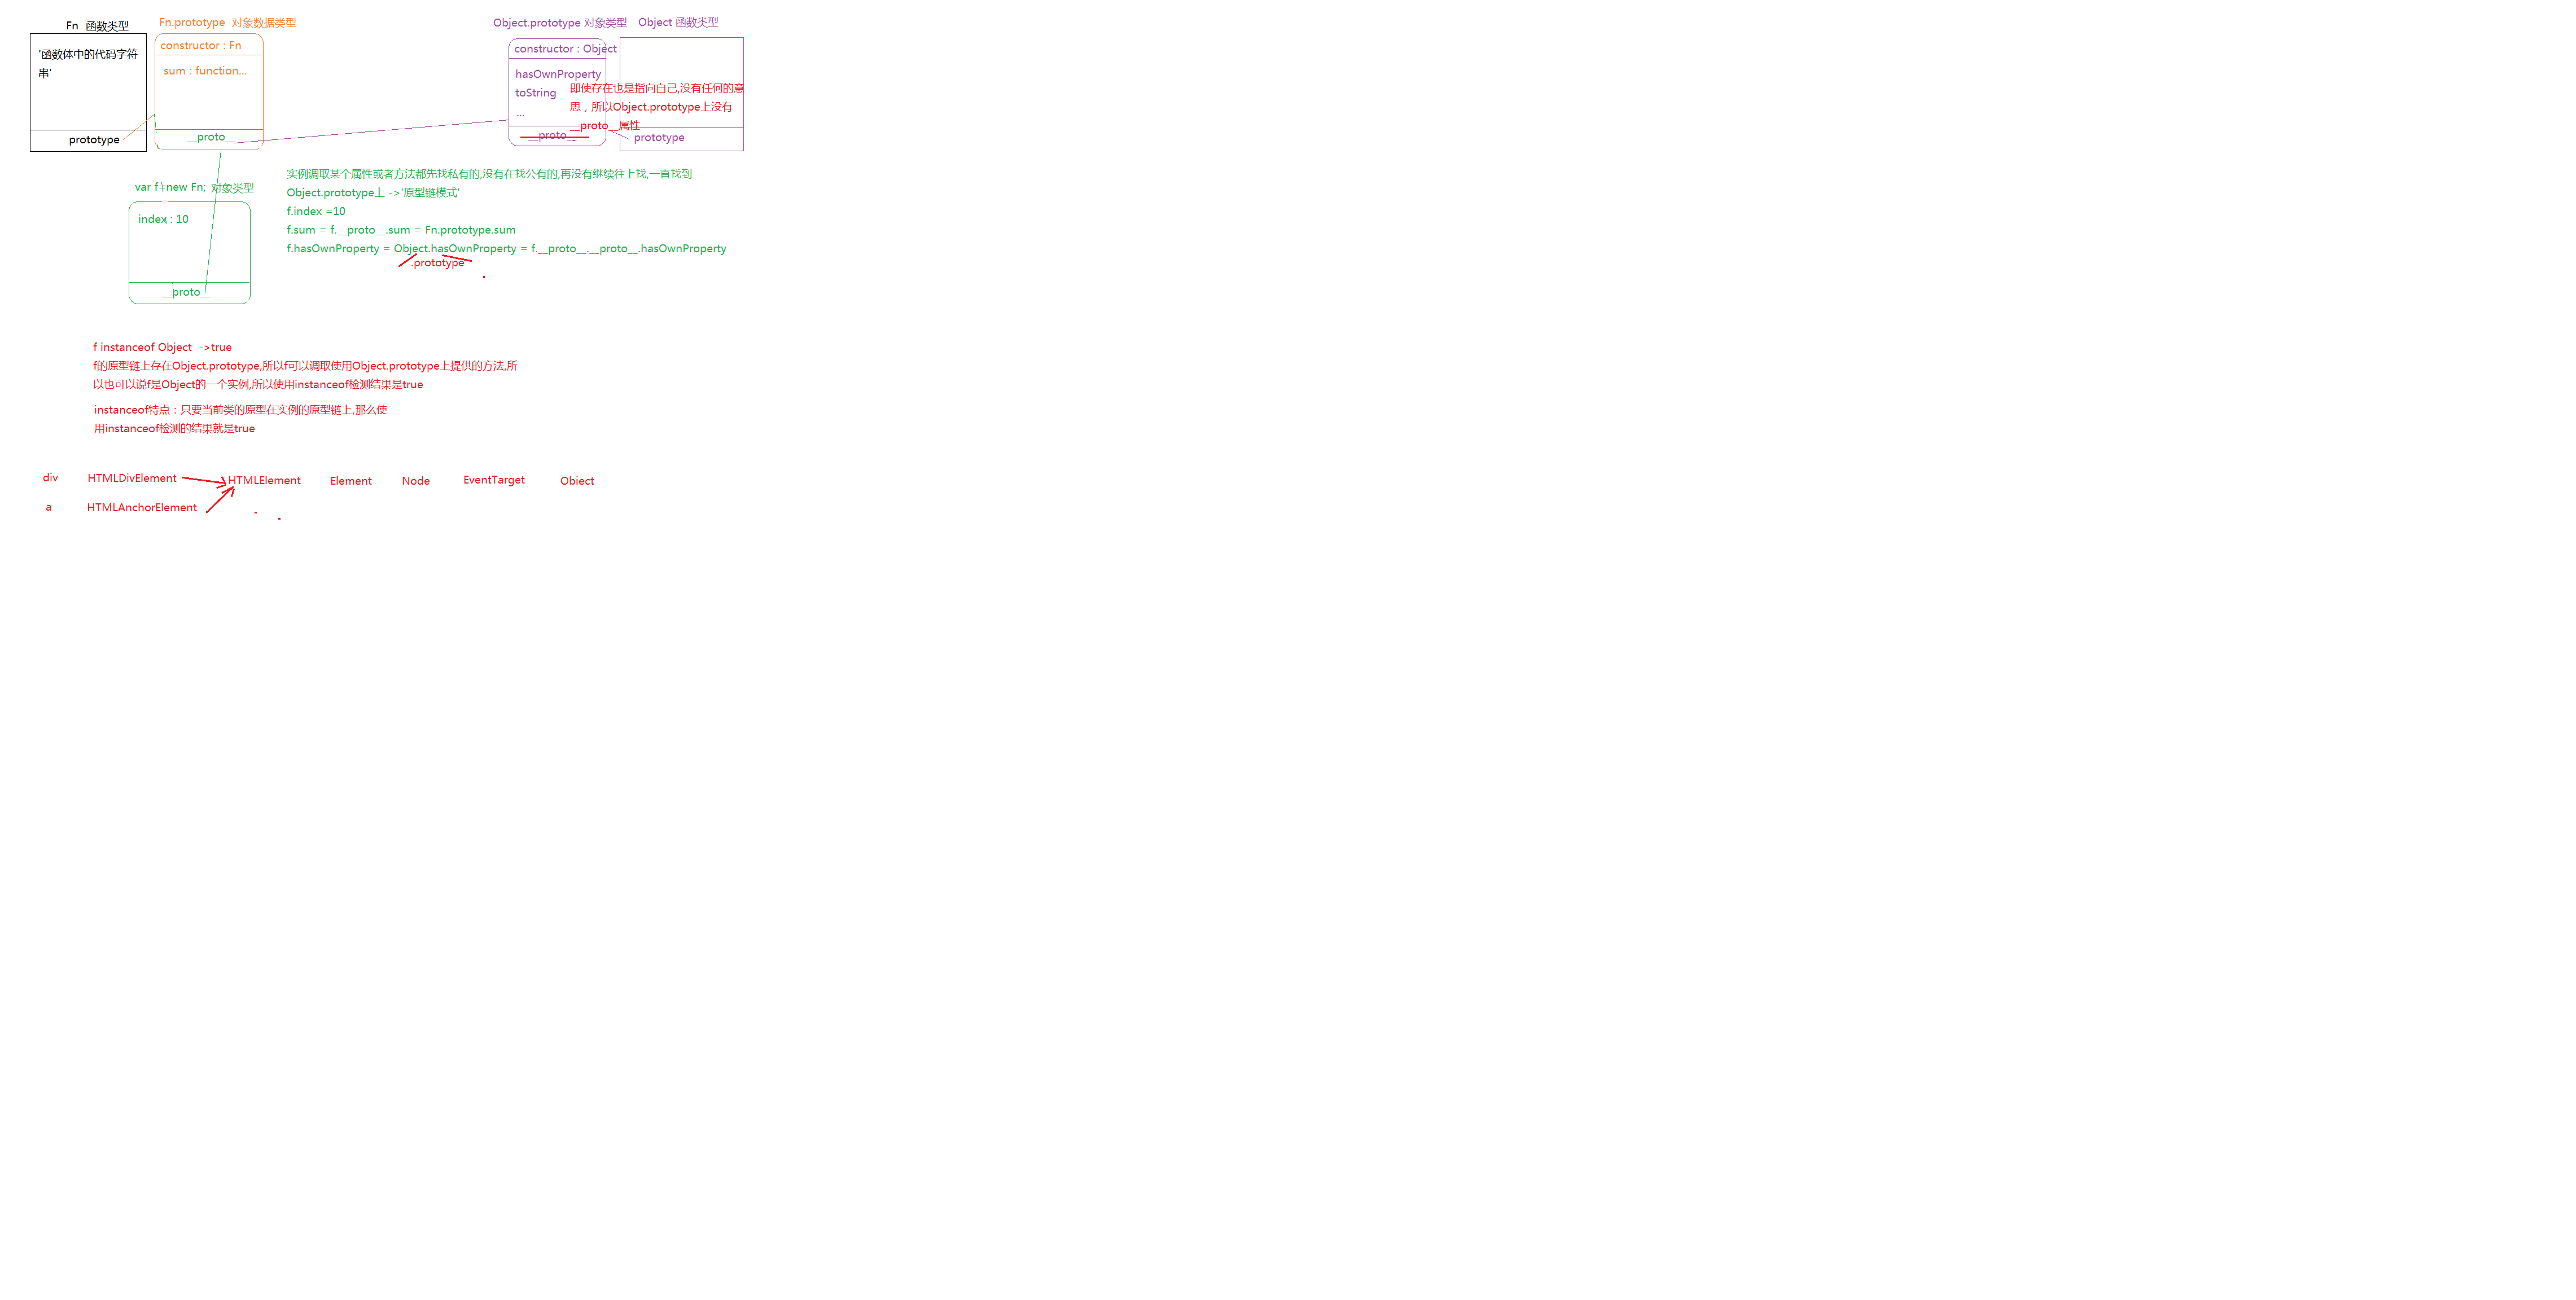 Fn 函数类型
'函数体中的代码字符
串'
prototype
Fn.prototype 对象数据类型
constructor : Fn
sum : function...
__proto__
Object.prototype 对象类型
constructor : Object
hasOwnProperty
toString
...
__proto__
Object 函数类型
即使存在也是指向自己,没有任何的意
思，所以Object.prototype上没有
__proto__属性
prototype
var f=new Fn; 对象类型
index : 10
__proto__
实例调取某个属性或者方法都先找私有的,没有在找公有的,再没有继续往上找,一直找到
Object.prototype上 ->'原型链模式'
f.index =10
f.sum = f.__proto__.sum = Fn.prototype.sum
f.hasOwnProperty = Object.hasOwnProperty = f.__proto__.__proto__.hasOwnProperty
.prototype
f instanceof Object ->true
f的原型链上存在Object.prototype,所以f可以调取使用Object.prototype上提供的方法,所
以也可以说f是Object的一个实例,所以使用instanceof检测结果是true
instanceof特点：只要当前类的原型在实例的原型链上,那么使
用instanceof检测的结果就是true
div HTMLDivElement HTMLElement Element Node EventTarget Obiect
a HTMLAnchorElement